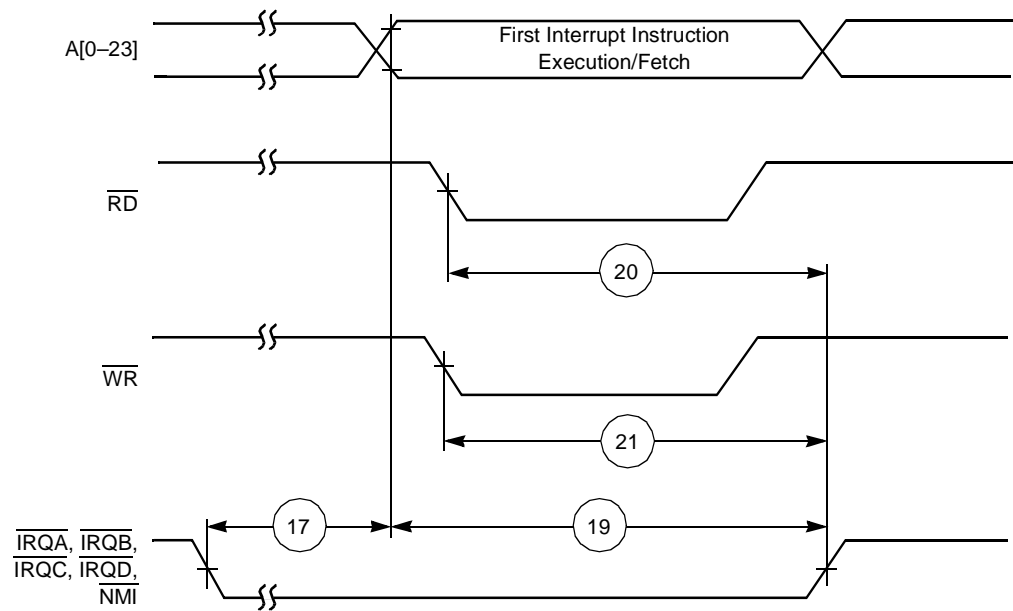 A[0–23]
First Interrupt Instruction
Execution/Fetch
RD
20
WR
21
17
19
IRQA, IRQB,
IRQC, IRQD,
NMI